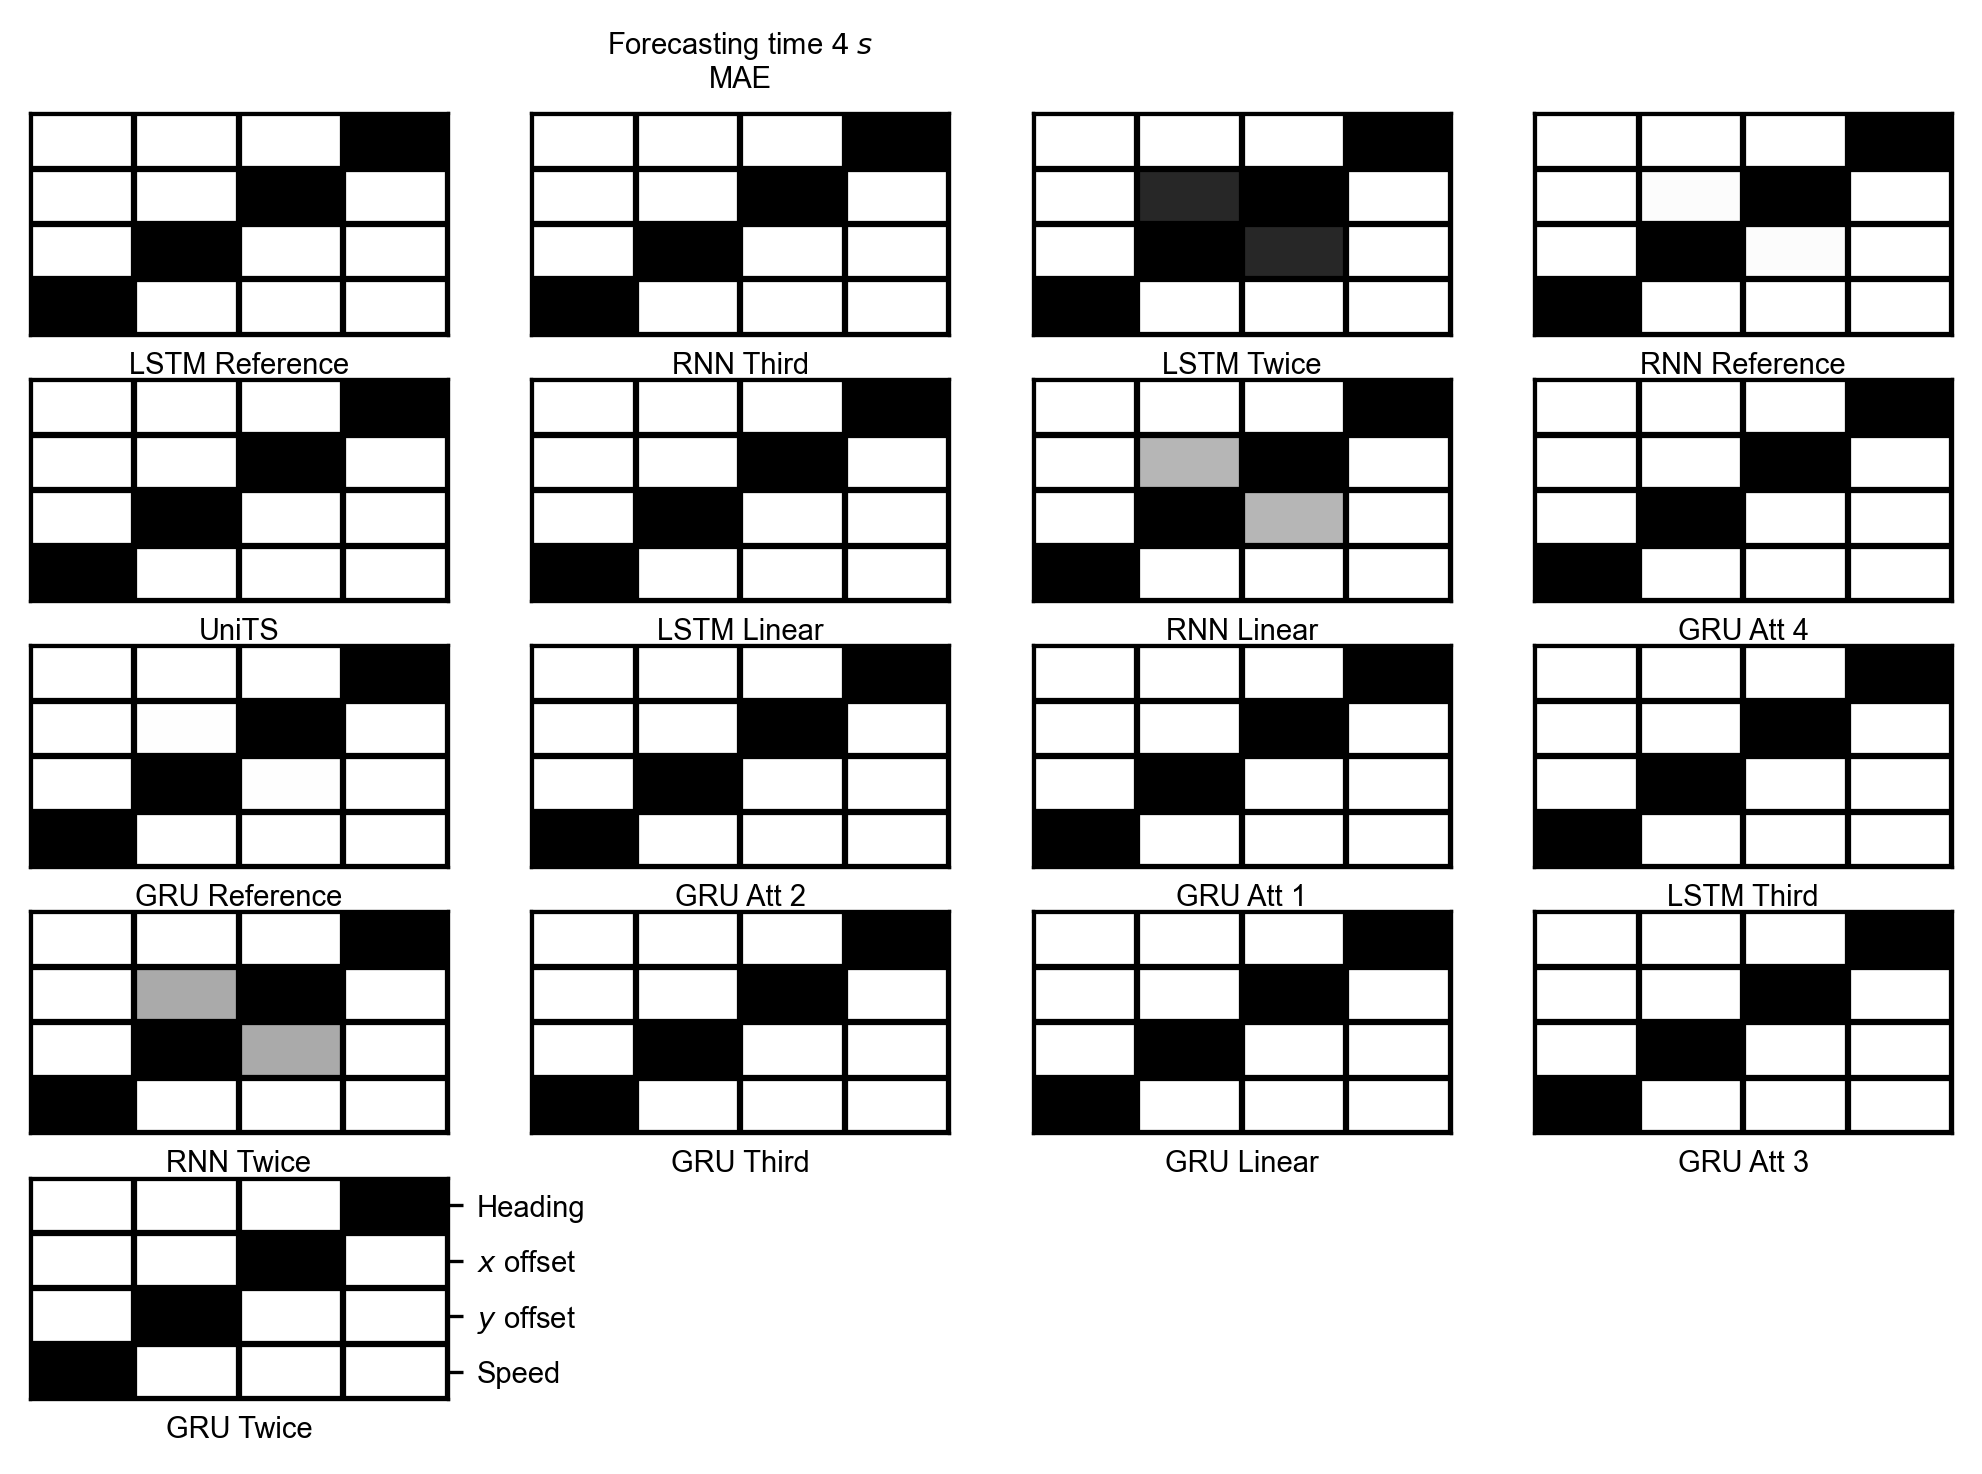 Forecasting time 4 s
MAE
LSTM Reference
RNN Third
LSTM Twice
RNN Reference
UniTS
LSTM Linear
RNN Linear
GRU Att 4
GRU Reference
GRU Att 2
GRU Att 1
LSTM Third
RNN Twice
GRU Third
GRU Linear
GRU Att 3
Heading
x offset
y offset
Speed
GRU Twice